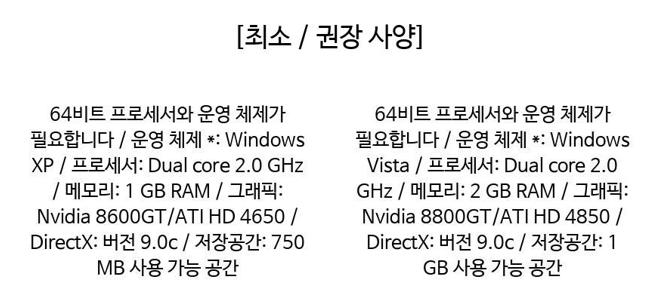 [최소 / 권장 사양]
64비트 프로세서와 운영 체제가
필요합니다 / 운영 체제 *: Windows
XP / 프로세서: Dual core 2.0 GHz
/ 메모리: 1 GB RAM / 그래픽:
Nvidia 8600GT/ATI HD 4650 /
DirectX: 버전 9.0c / 저장공간: 750
MB 사용 가능 공간
64비트 프로세서와 운영 체제가
필요합니다 / 운영 체제 *: Windows
Vista / 프로세서: Dual core 2.0
GHz / 메모리: 2 GB RAM / 그래픽:
Nvidia 8800GT/ATI HD 4850 /
DirectX: 버전 9.0c / 저장공간: 1
GB 사용 가능 공간